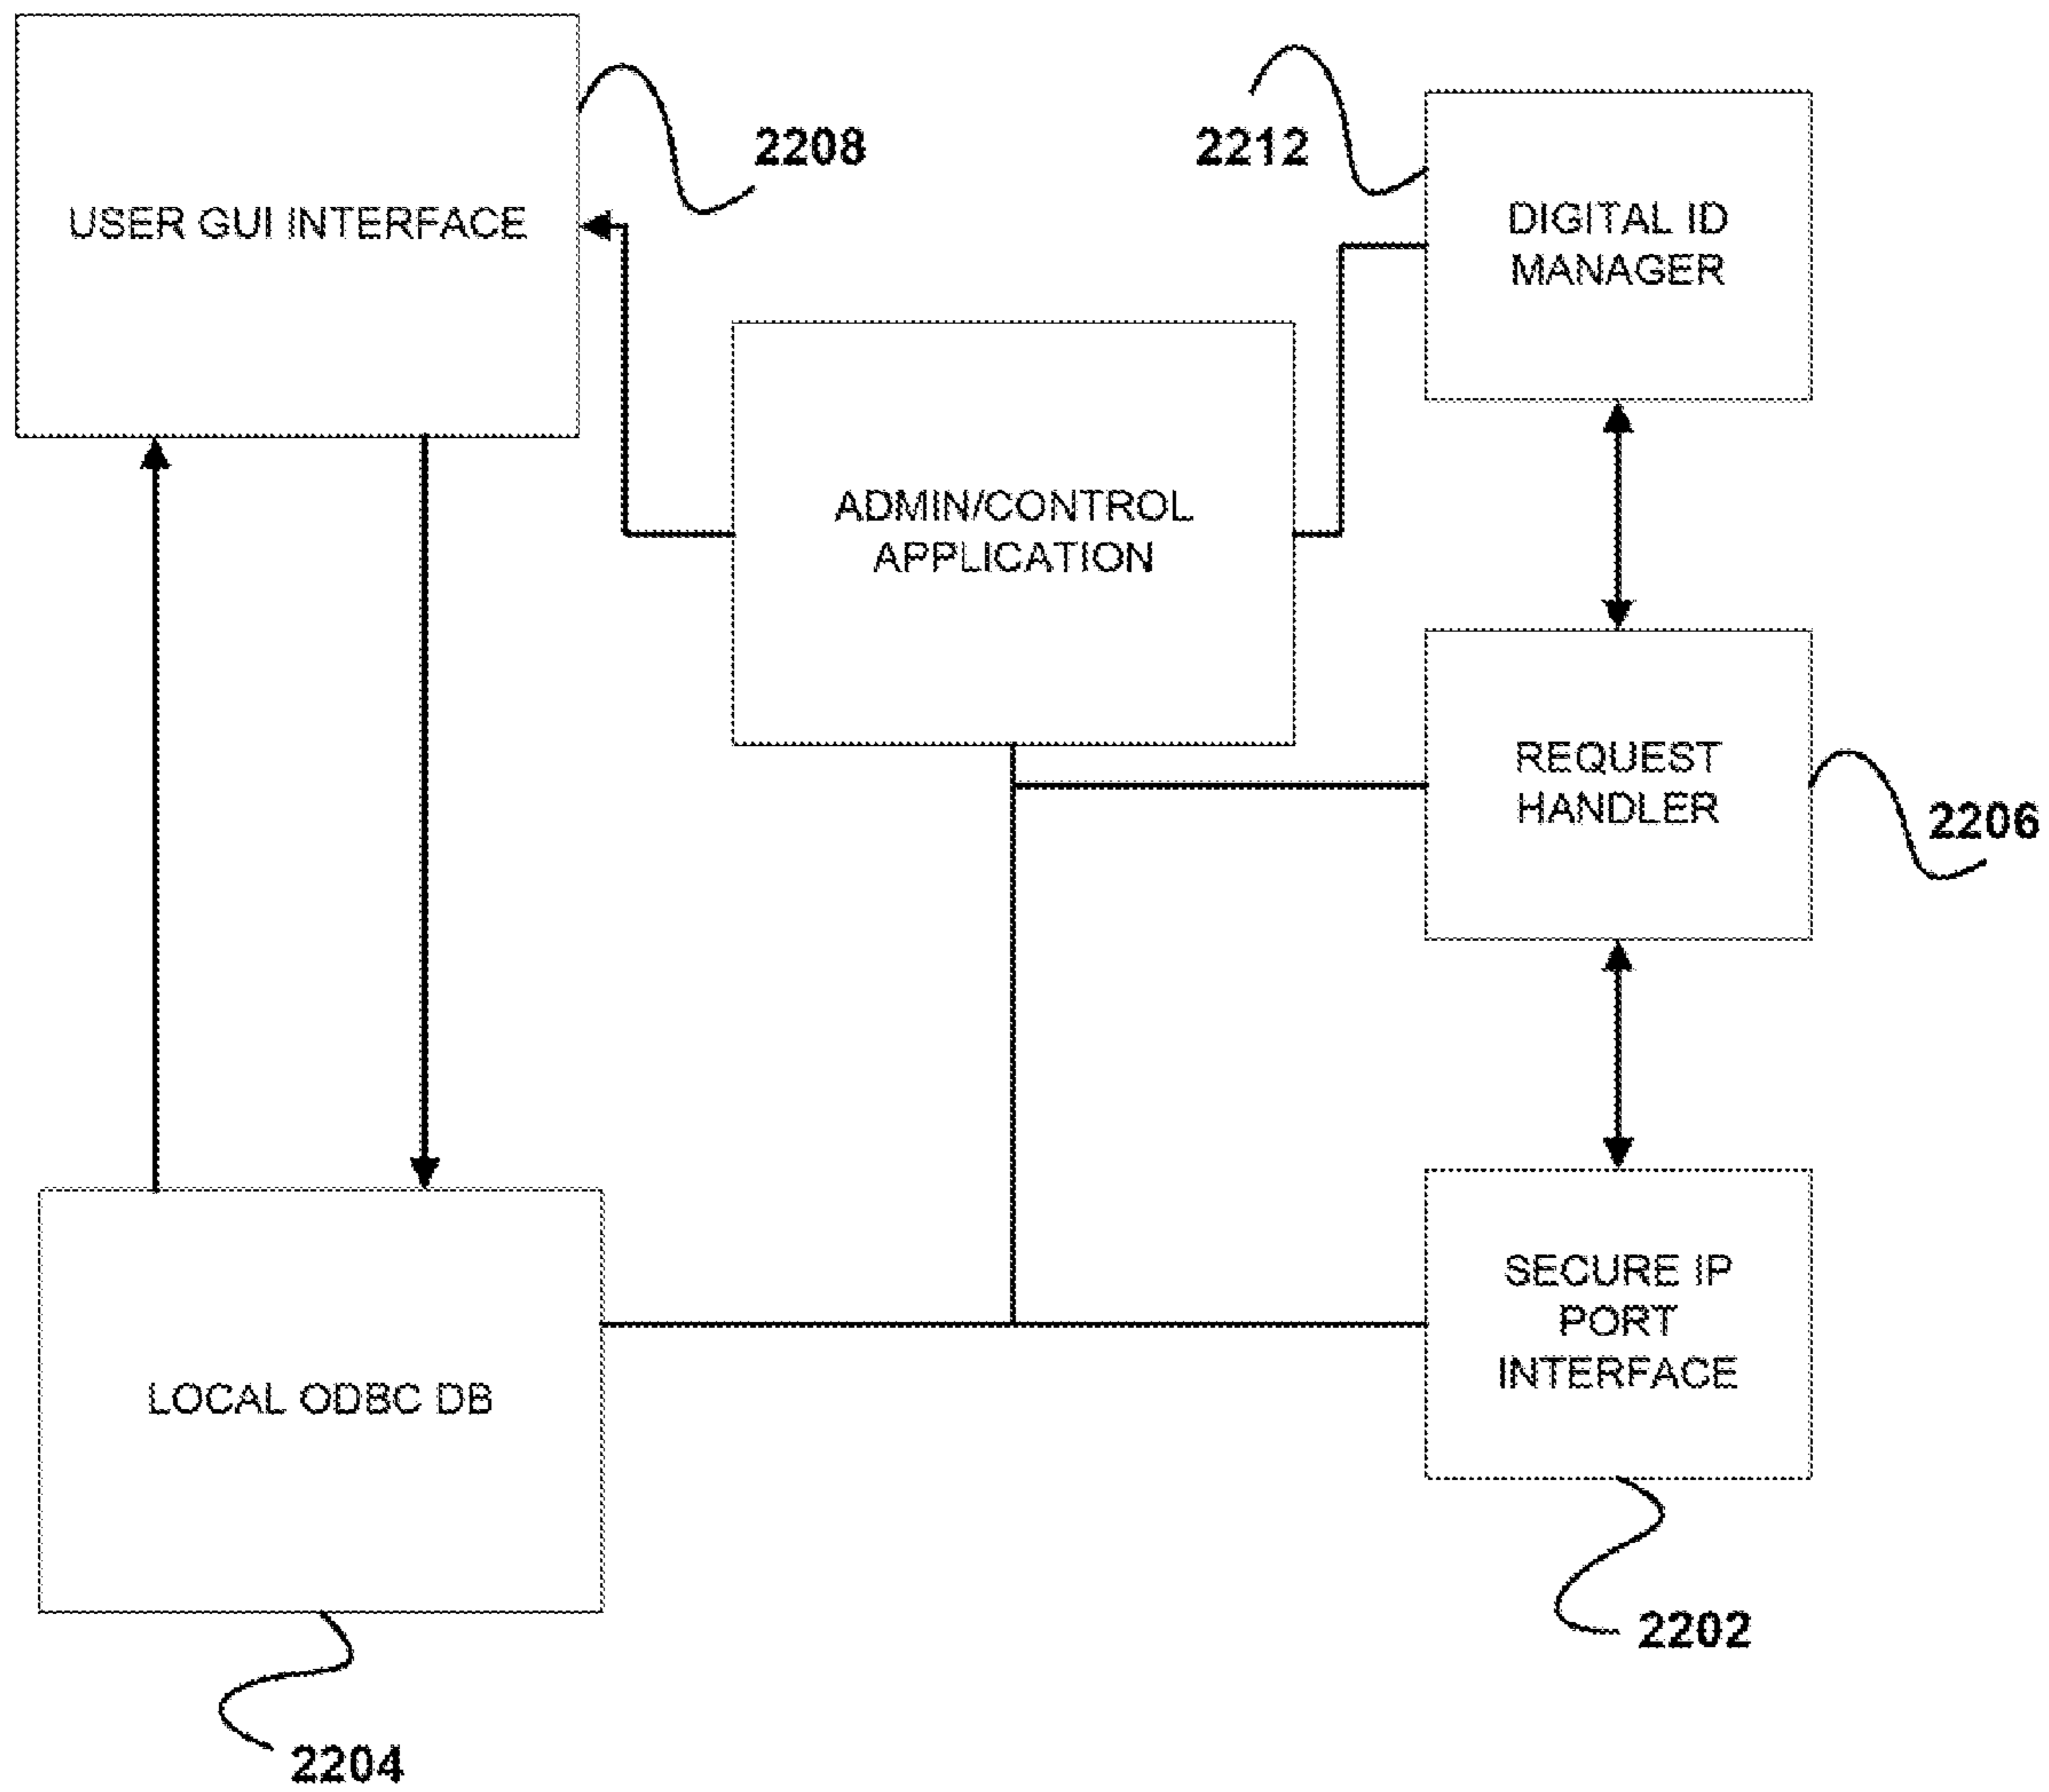 USER GUI INTERFACE
2208
2212
DIGITAL ID
MANAGER
ADMIN/CONTROL
APPLICATION
REQUEST
HANDLER
2206
SECURE IP
PORT
INTERFACE
LOCAL ODBC DB
2202
2204